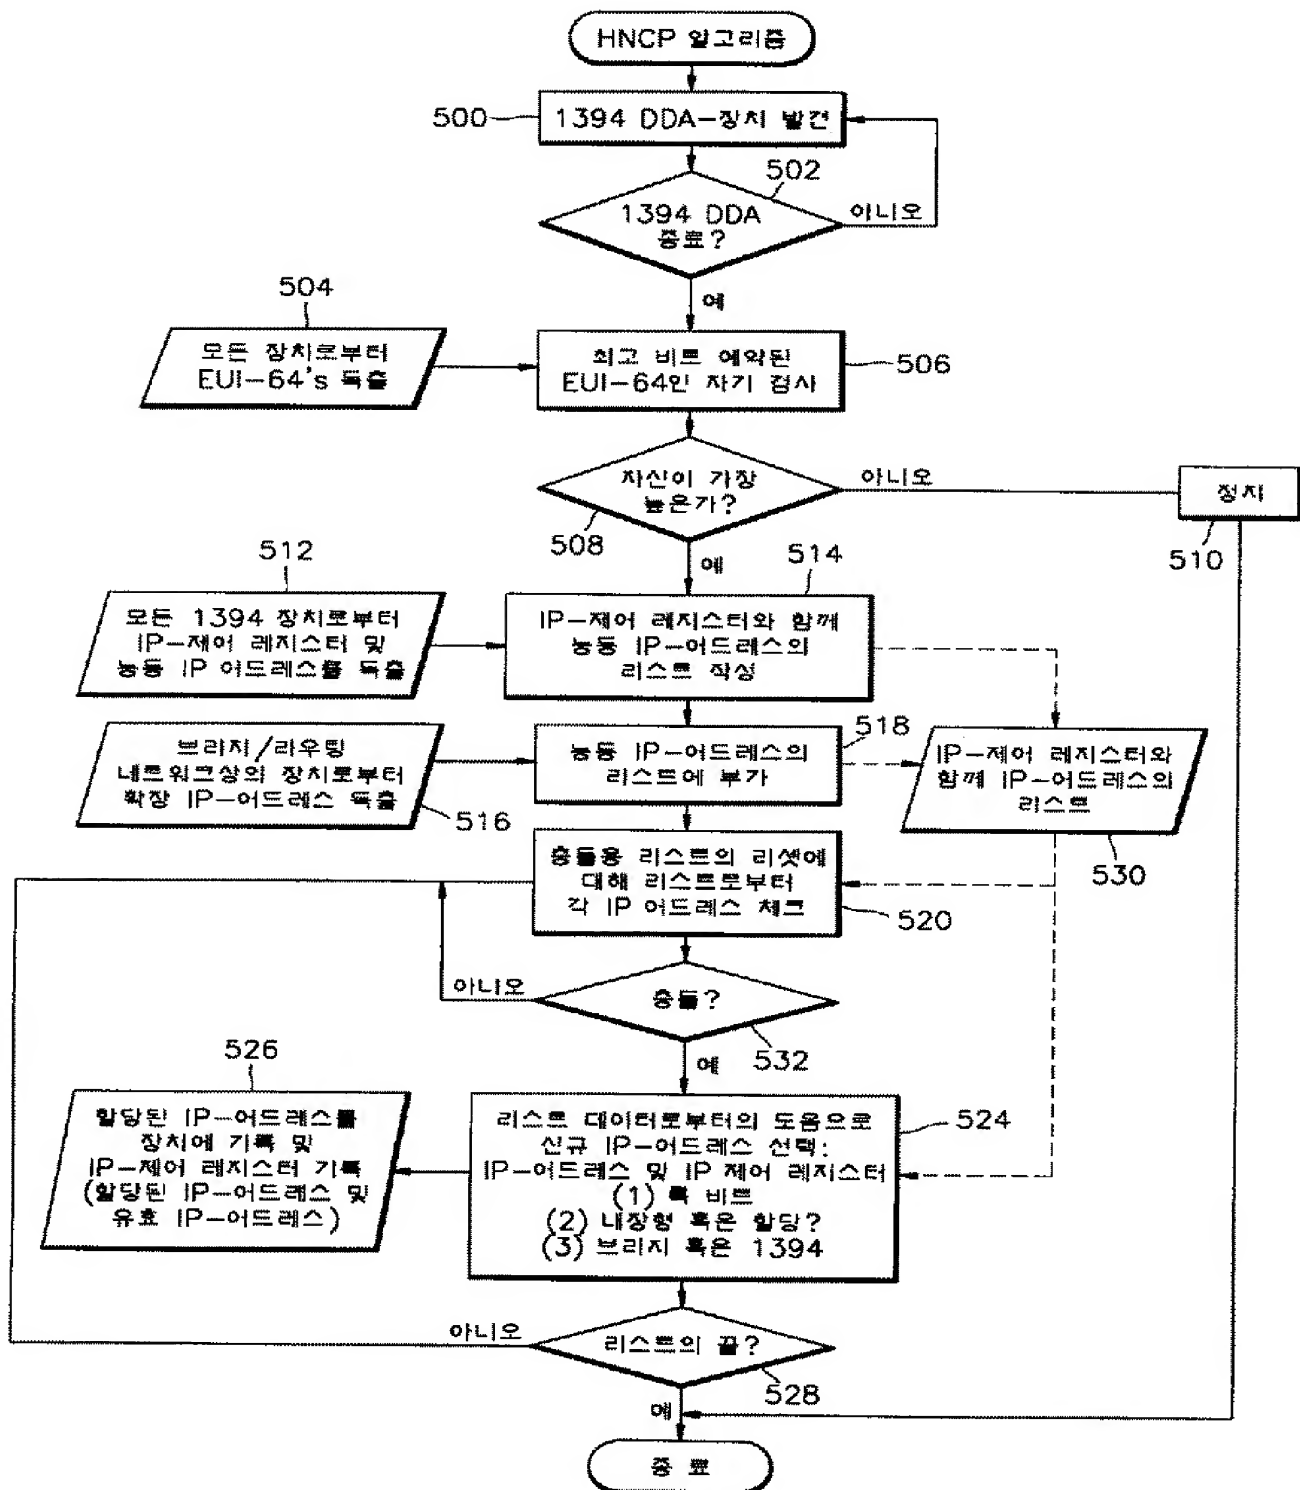 HNCP 알고리즘
500
1394 DDA-장치 발견
502
1394 DDA
종료?
아니오
예
504
모든 장치로부터
EUI-64's 독출
최고 비트 예약된
EUI-64인 자기 검사
506
자신이 가장
높은가?
508
아니오
정지
510
예
512
모든 1394 장치로부터
IP-제어 레지스터 및
능동 IP 어드레스를 독출
514
IP-제어 레지스터와 함께
능동 IP-어드레스의
리스트 작성
브리지/라우팅
네트워크상의 장치로부터
확장 IP-어드레스 독출
516
능동 IP-어드레스의
리스트에 부가
518
IP-제어 레지스터와
함께 IP-어드레스의
리스트
530
충돌용 리스트의 리셋에
대해 리스트로부터
각 IP 어드레스 체크
520
아니오
충돌?
532
예
526
할당된 IP-어드레스를
장치에 기록 및
IP-제어 레지스터 기록
(할당된 IP-어드레스 및
유효 IP-어드레스)
리스트 데이터로부터의 도움으로
신규 IP-어드레스 선택:
IP-어드레스 및 IP 제어 레지스터
(1) 록 비트
(2) 내장형 혹은 할당?
(3) 브리지 혹은 1394
524
아니오
리스트의 끝?
528
예
종 료